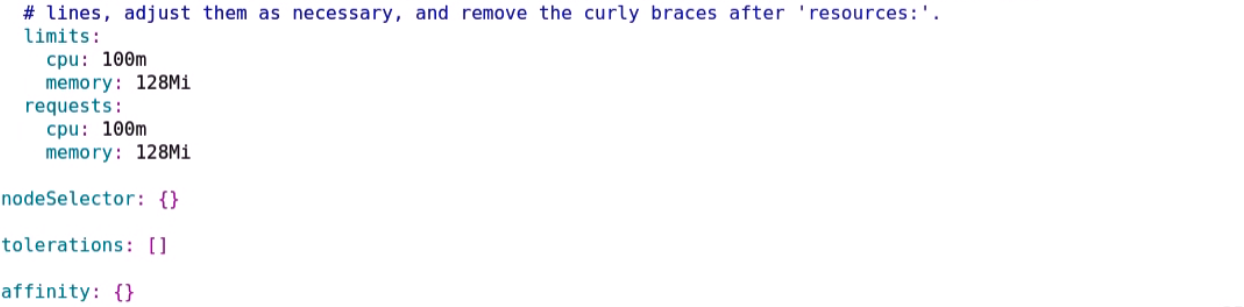 # lines, adjust them as necessary, and remove the curly braces after 'resources:'.
limits:
cpu: 100m
memory: 128Mi
requests:
cpu: 100m
memory: 128Mi
nodeSelector: {}
tolerations: []
affinity: {}